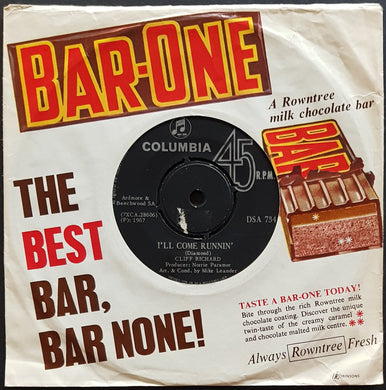 BAR-ONE
A Rowntree
milk chocolate bar
BAR
COLUMBIA
45
R.P.M.
Ardmore &
Beechwood SA
(7XCA.28606)
(P): 1967
DSA 734
I'LL COME RUNNIN'
(Diamond)
CLIFF RICHARD
Producer: Norrie Paramor
Arr. & Cond. by Mike Leander
THE
BEST
BAR,
BAR NONE!
TASTE A BAR-ONE TODAY!
Bite through the rich Rowntree milk
chocolate coating. Discover the unique
twin-taste of the creamy caramel
and chocolate malted milk centre.
Always Rowntree Fresh